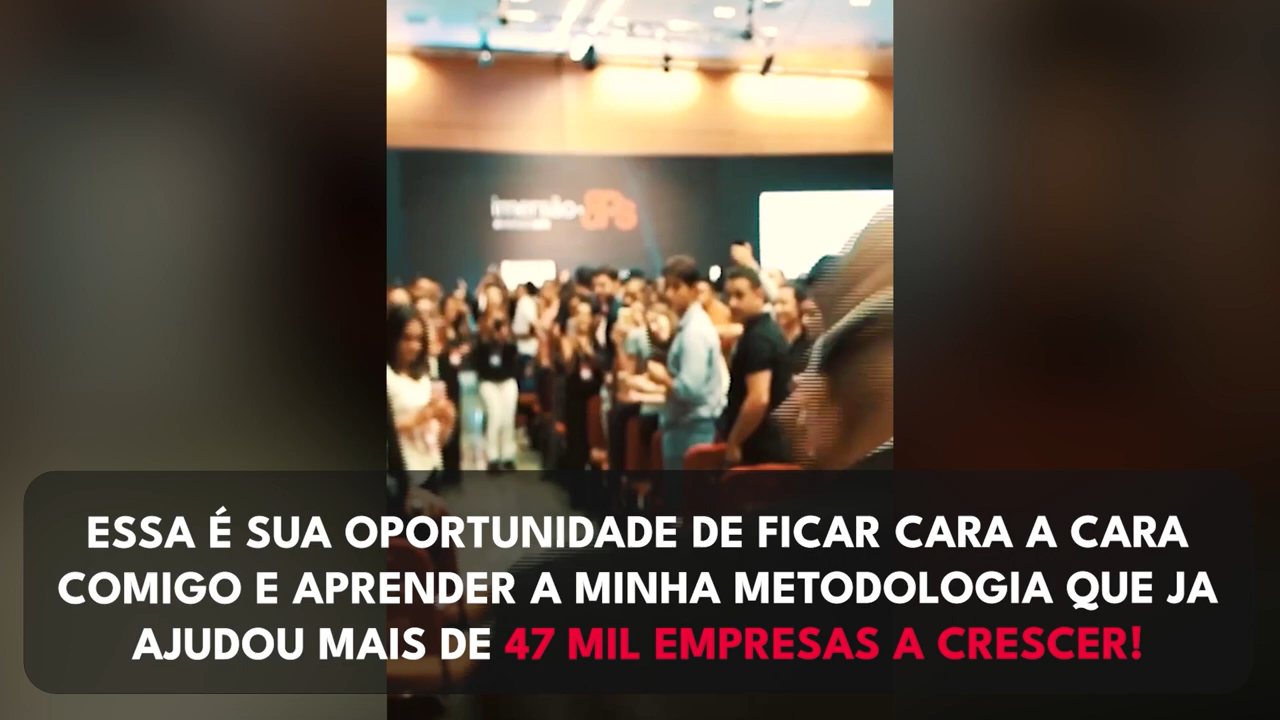 imersão
ESSA É SUA OPORTUNIDADE DE FICAR CARA A CARA
COMIGO E APRENDER A MINHA METODOLOGIA QUE JA
AJUDOU MAIS DE 47 MIL EMPRESAS A CRESCER!